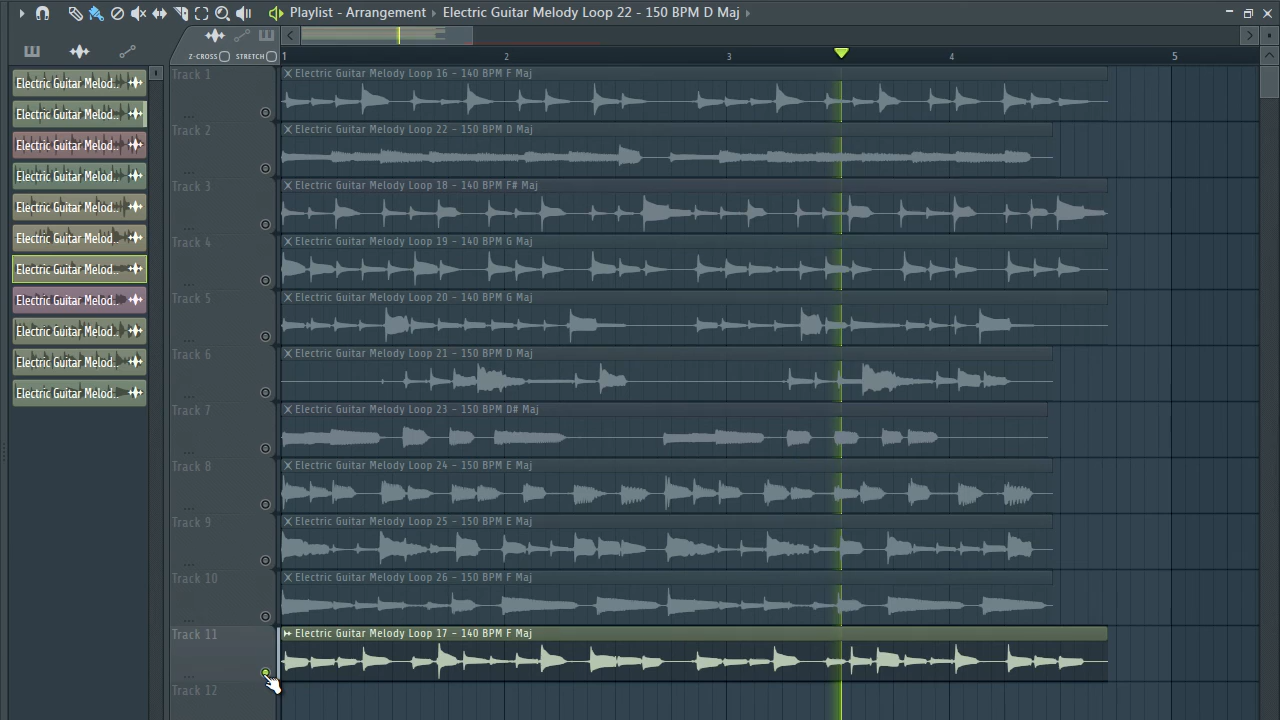 Playlist - Arrangement › Electric Guitar Melody Loop 22 - 150 BPM D Maj ›
Z-CROSS STRETCH
1 2 3 4 5
Electric Guitar Melod..
Electric Guitar Melod..
Electric Guitar Melod..
Electric Guitar Melod..
Electric Guitar Melod..
Electric Guitar Melod..
Electric Guitar Melod..
Electric Guitar Melod..
Electric Guitar Melod..
Electric Guitar Melod..
Electric Guitar Melod..
Track 1 Electric Guitar Melody Loop 16 - 140 BPM F Maj
Track 2 Electric Guitar Melody Loop 22 - 150 BPM D Maj
Track 3 Electric Guitar Melody Loop 18 - 140 BPM F# Maj
Track 4 Electric Guitar Melody Loop 19 - 140 BPM G Maj
Track 5 Electric Guitar Melody Loop 20 - 140 BPM G Maj
Track 6 Electric Guitar Melody Loop 21 - 150 BPM D Maj
Track 7 Electric Guitar Melody Loop 23 - 150 BPM D# Maj
Track 8 Electric Guitar Melody Loop 24 - 150 BPM E Maj
Track 9 Electric Guitar Melody Loop 25 - 150 BPM E Maj
Track 10 Electric Guitar Melody Loop 26 - 150 BPM F Maj
Track 11 Electric Guitar Melody Loop 17 - 140 BPM F Maj
Track 12